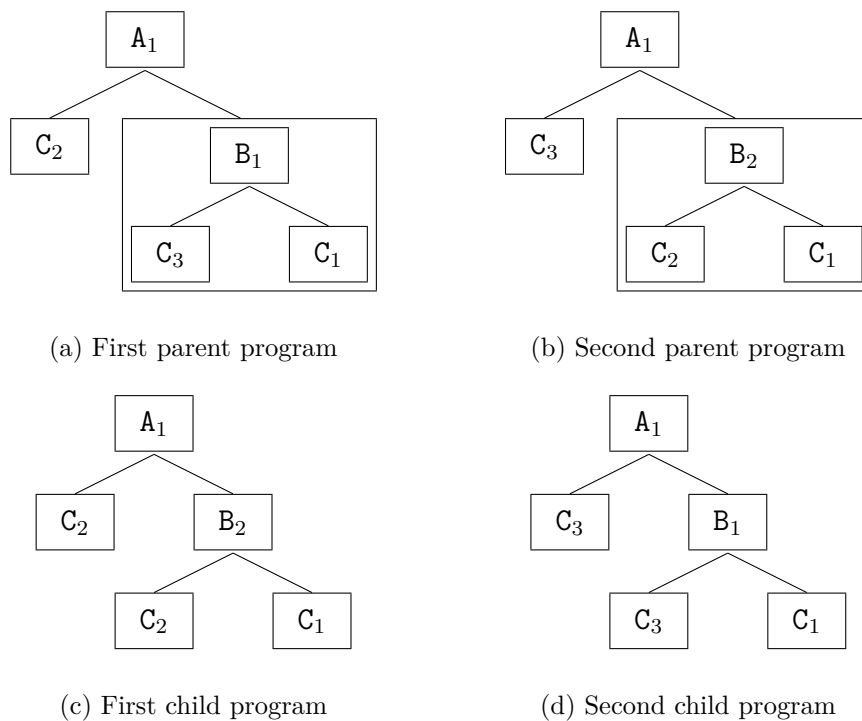 A₁ A₁
C₂ B₁ C₃ B₂
C₃ C₁ C₂ C₁
(a) First parent program (b) Second parent program
A₁ A₁
C₂ B₂ C₃ B₁
C₂ C₁ C₃ C₁
(c) First child program (d) Second child program